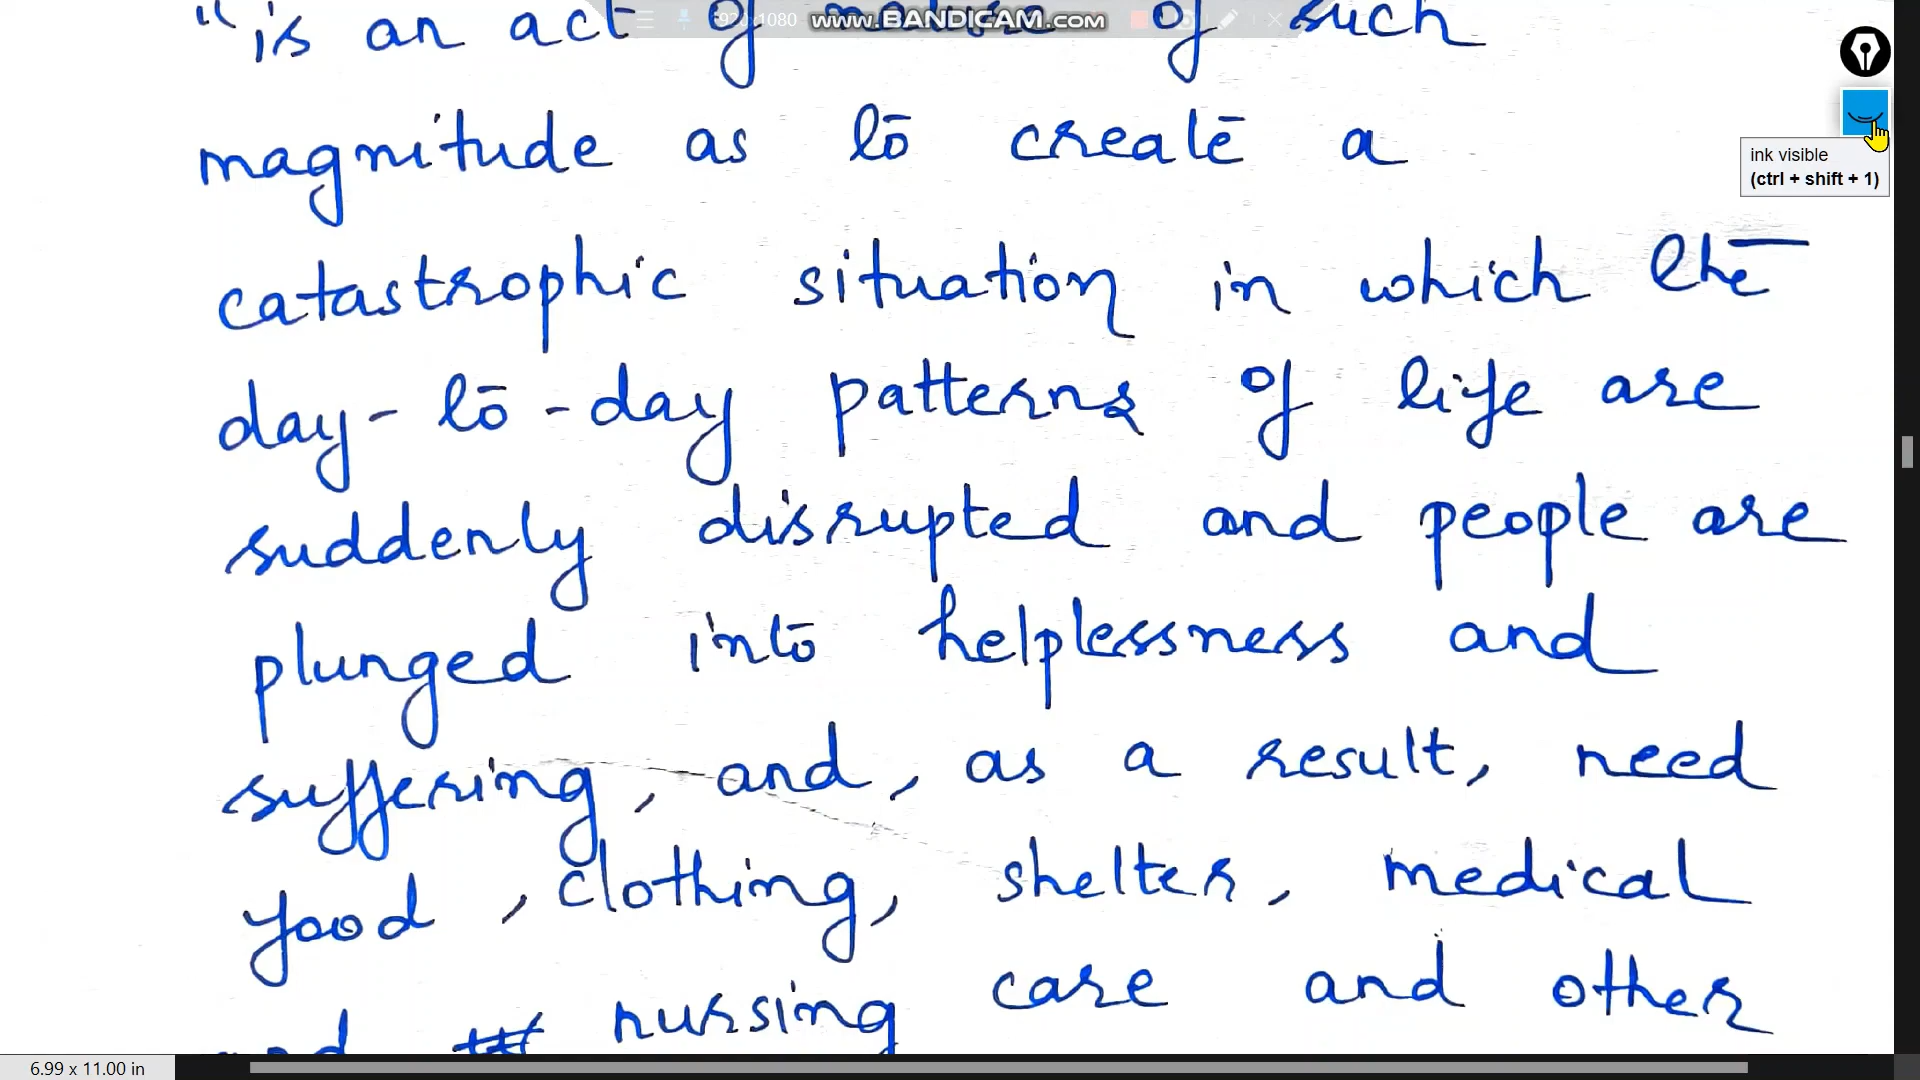 1920x1080
www.BANDICAM.com
"is an act of nature of such
magnitude as to create a
ink visible
(ctrl + shift + 1)
catastrophic situation in which the
day-to-day patterns of life are
suddenly disrupted and people are
plunged into helplessness and
suffering, and, as a result, need
food, clothing, shelter, medical
and nursing care and other
6.99 x 11.00 in